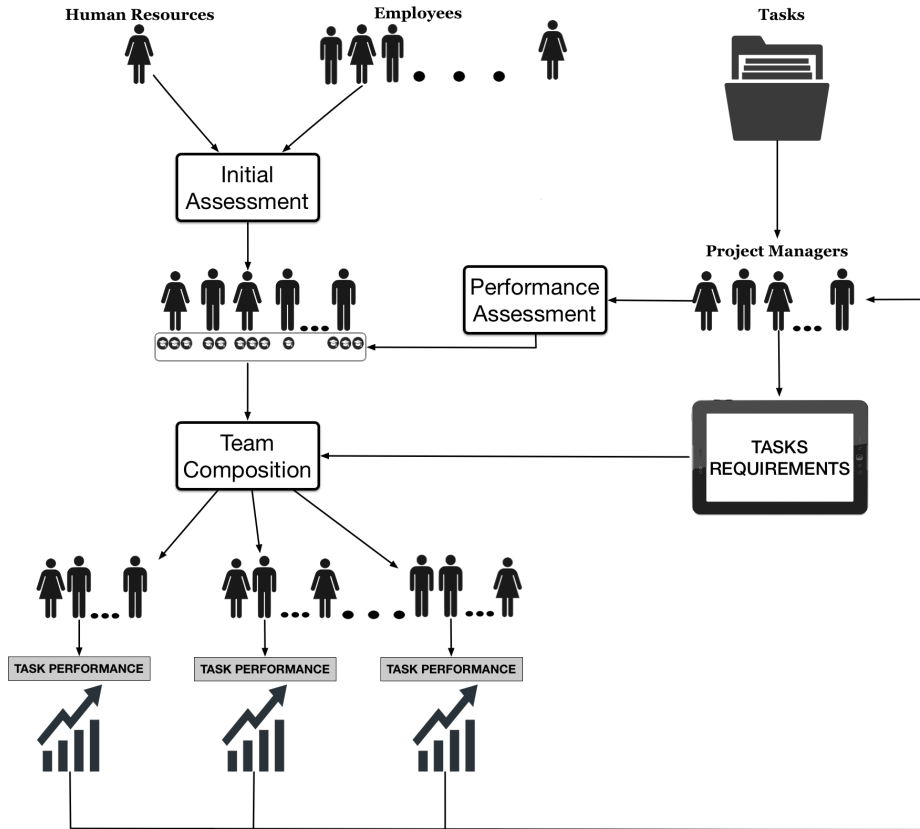 Human Resources
Employees
Tasks
Initial
Assessment
Project Managers
Performance
Assessment
Team
Composition
TASKS
REQUIREMENTS
TASK PERFORMANCE
TASK PERFORMANCE
TASK PERFORMANCE